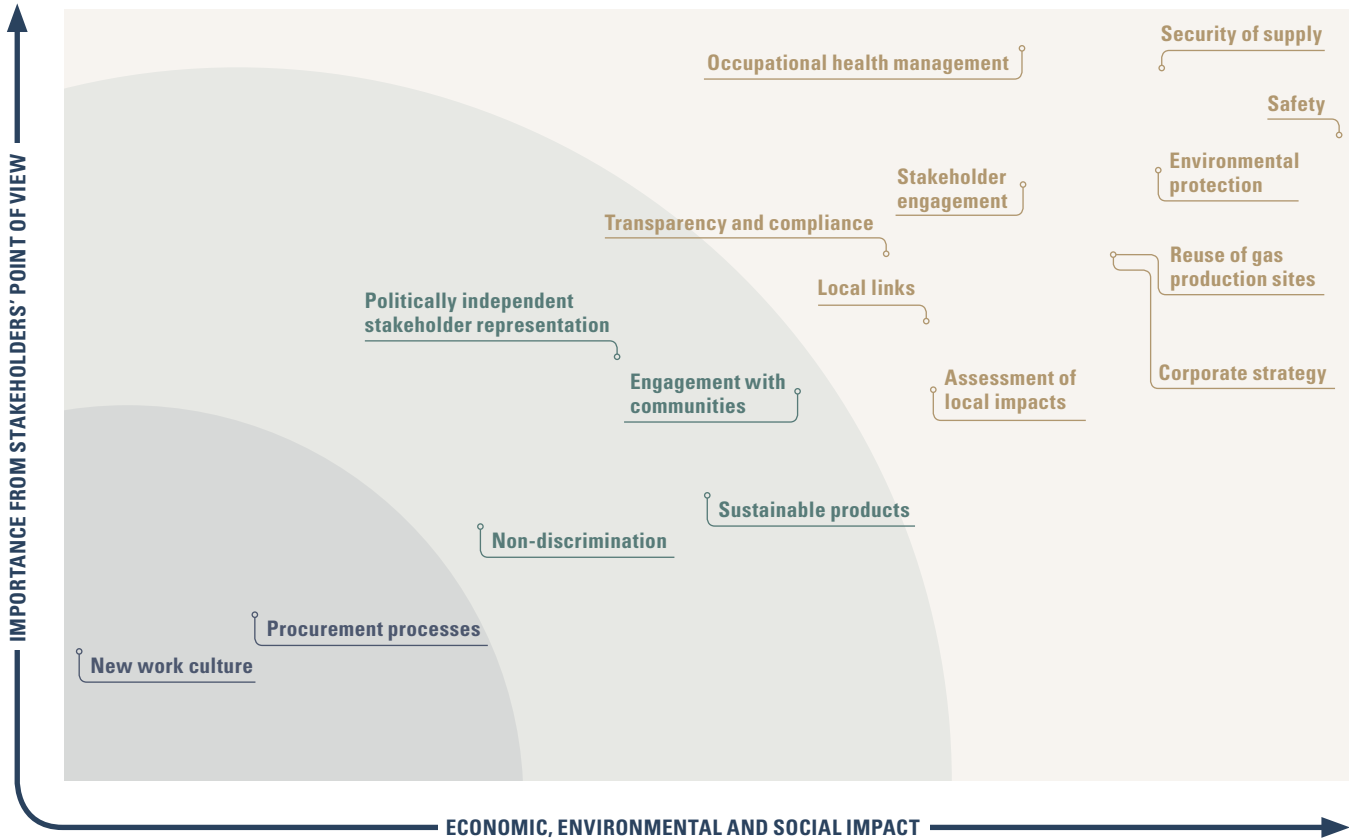 IMPORTANCE FROM STAKEHOLDERS' POINT OF VIEW
Security of supply
Occupational health management
Safety
Environmental
protection
Stakeholder
engagement
Transparency and compliance
Reuse of gas
production sites
Local links
Politically independent
stakeholder representation
Corporate strategy
Assessment of
local impacts
Engagement with
communities
Sustainable products
Non-discrimination
Procurement processes
New work culture
ECONOMIC, ENVIRONMENTAL AND SOCIAL IMPACT